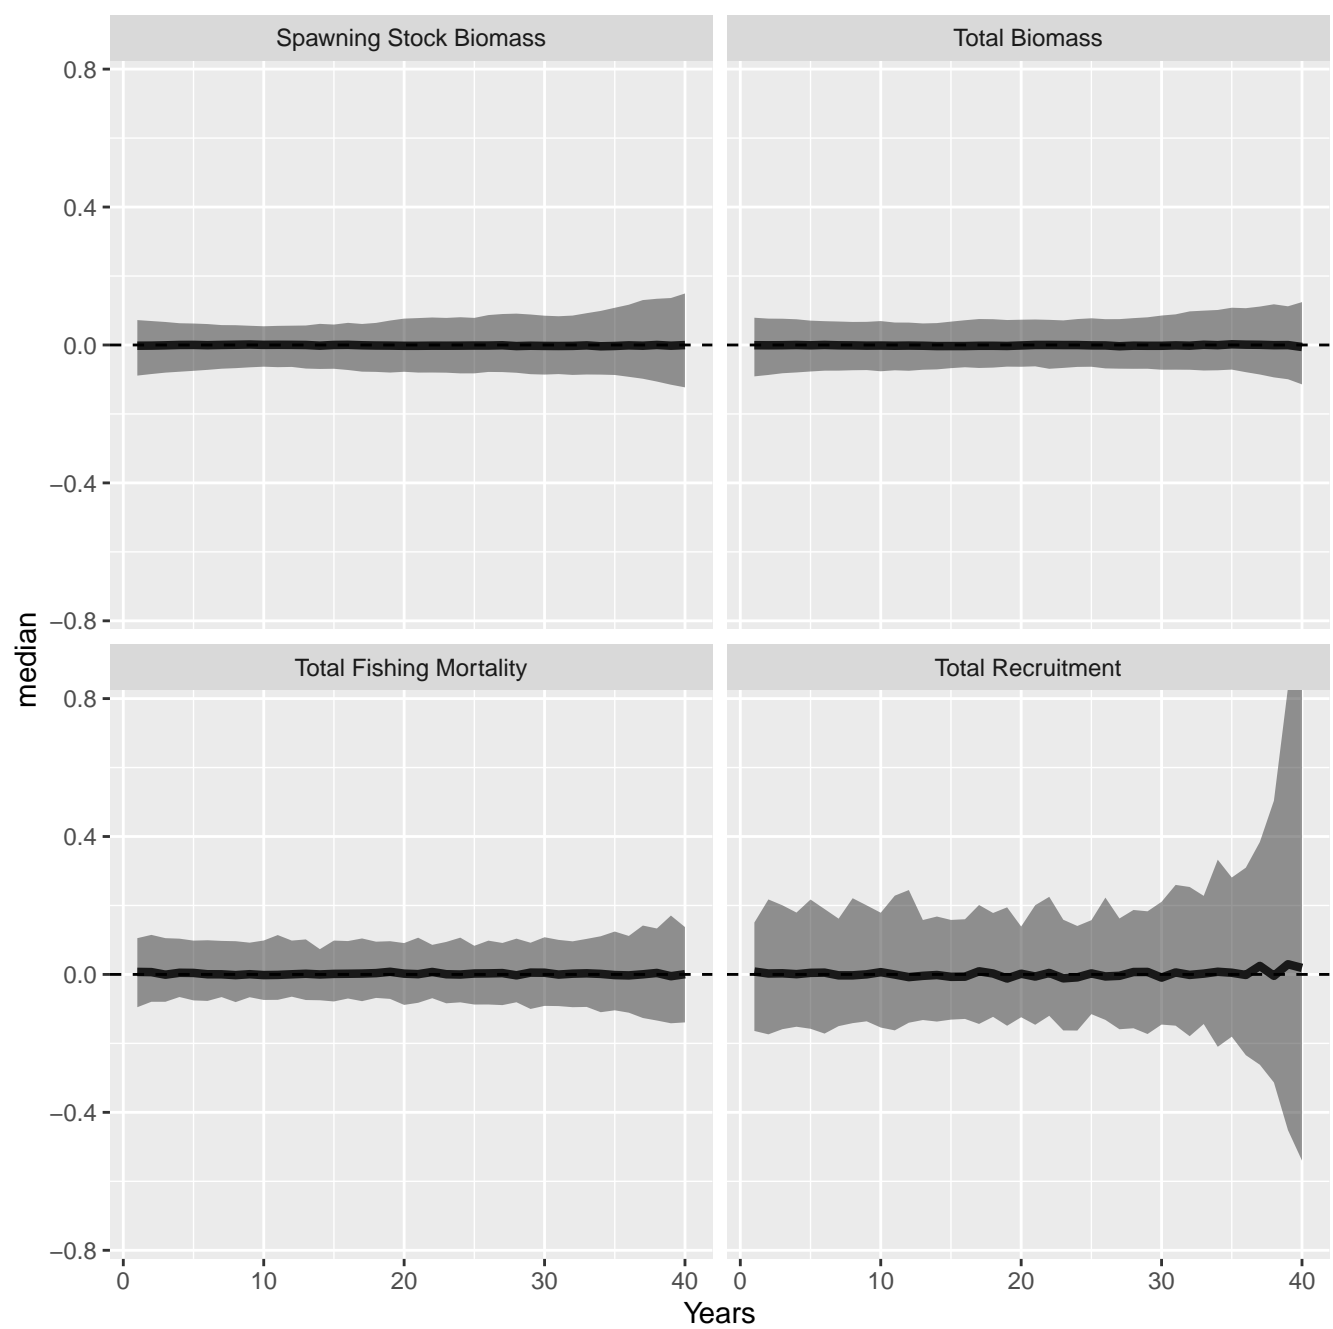 Spawning Stock Biomass
Total Biomass
0.8
0.4
0.0
−0.4
−0.8
median
Total Fishing Mortality
Total Recruitment
0.8
0.4
0.0
−0.4
−0.8
0 10 20 30 40
0 10 20 30 40
Years